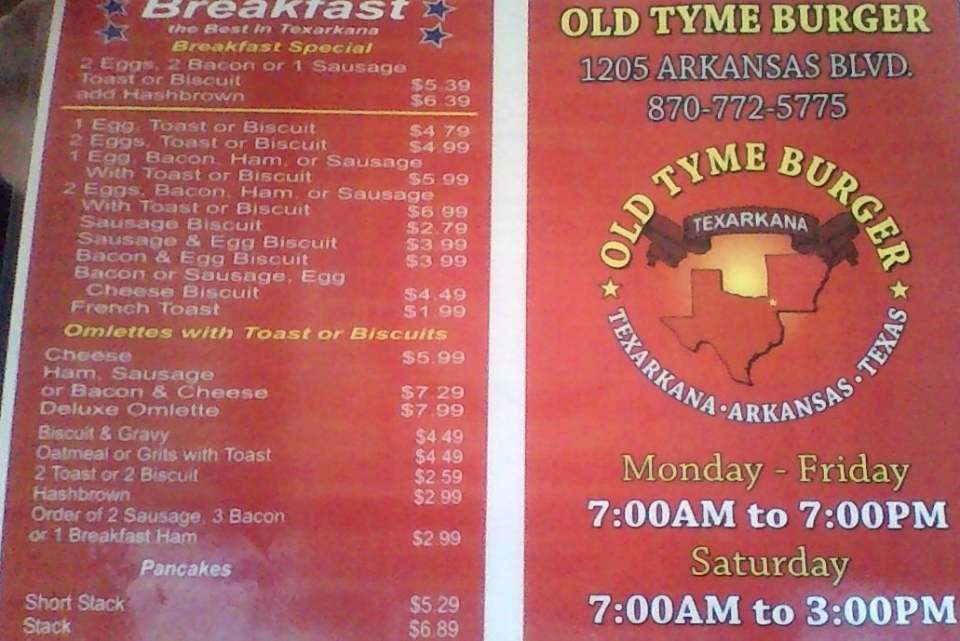 Breakfast
the Best In Texarkana
Breakfast Special
2 Eggs, 2 Bacon or 1 Sausage
Toast or Biscuit $5.39
add Hashbrown $6.39
1 Egg, Toast or Biscuit $4.79
2 Eggs, Toast or Biscuit $4.99
1 Egg, Bacon, Ham, or Sausage
With Toast or Biscuit $5.99
2 Eggs, Bacon, Ham, or Sausage
With Toast or Biscuit $6.99
Sausage Biscuit $2.79
Sausage & Egg Biscuit $3.99
Bacon & Egg Biscuit $3.99
Bacon or Sausage, Egg
Cheese Biscuit $4.49
French Toast $1.99
Omlettes with Toast or Biscuits
Cheese $5.99
Ham, Sausage
or Bacon & Cheese $7.29
Deluxe Omlette $7.99
Biscuit & Gravy $4.49
Oatmeal or Grits with Toast $4.49
2 Toast or 2 Biscuit $2.59
Hashbrown $2.99
Order of 2 Sausage, 3 Bacon
or 1 Breakfast Ham $2.99
Pancakes
Short Stack $5.29
Stack $6.89
OLD TYME BURGER
1205 ARKANSAS BLVD.
870-772-5775
OLD TYME BURGER
TEXARKANA
TEXARKANA • ARKANSAS • TEXAS
Monday - Friday
7:00AM to 7:00PM
Saturday
7:00AM to 3:00PM